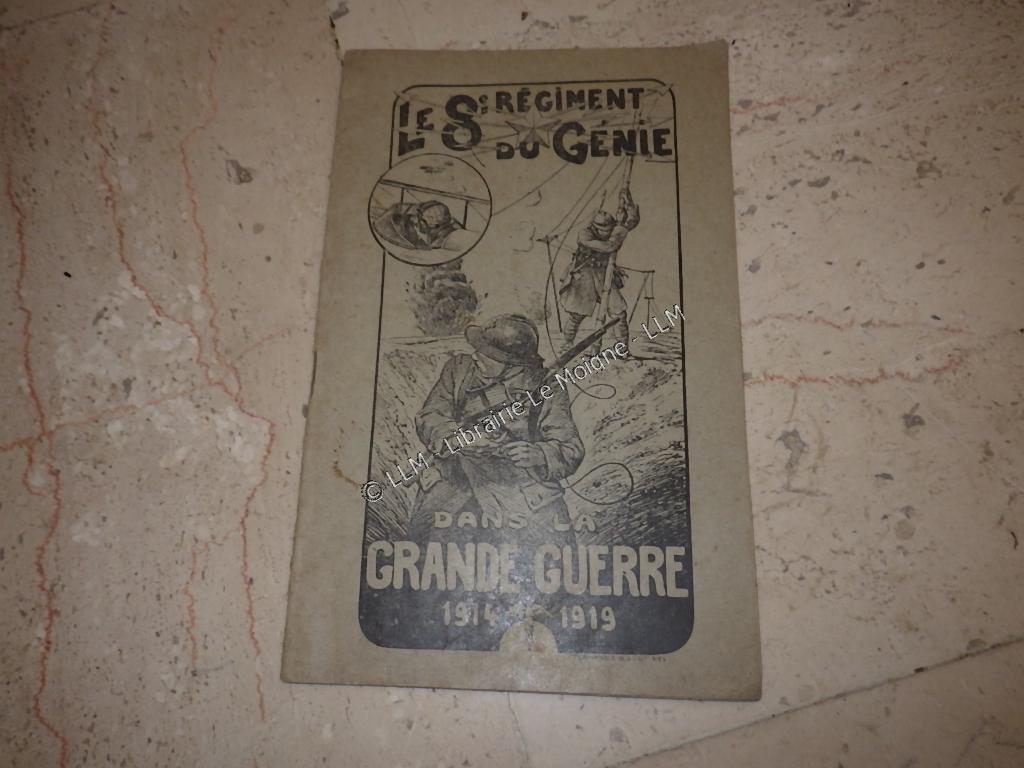 LE 8e RÉGIMENT
DU GÉNIE
© LLM - Librairie Le Moigne - LLM
DANS LA
GRANDE GUERRE
1914 1919